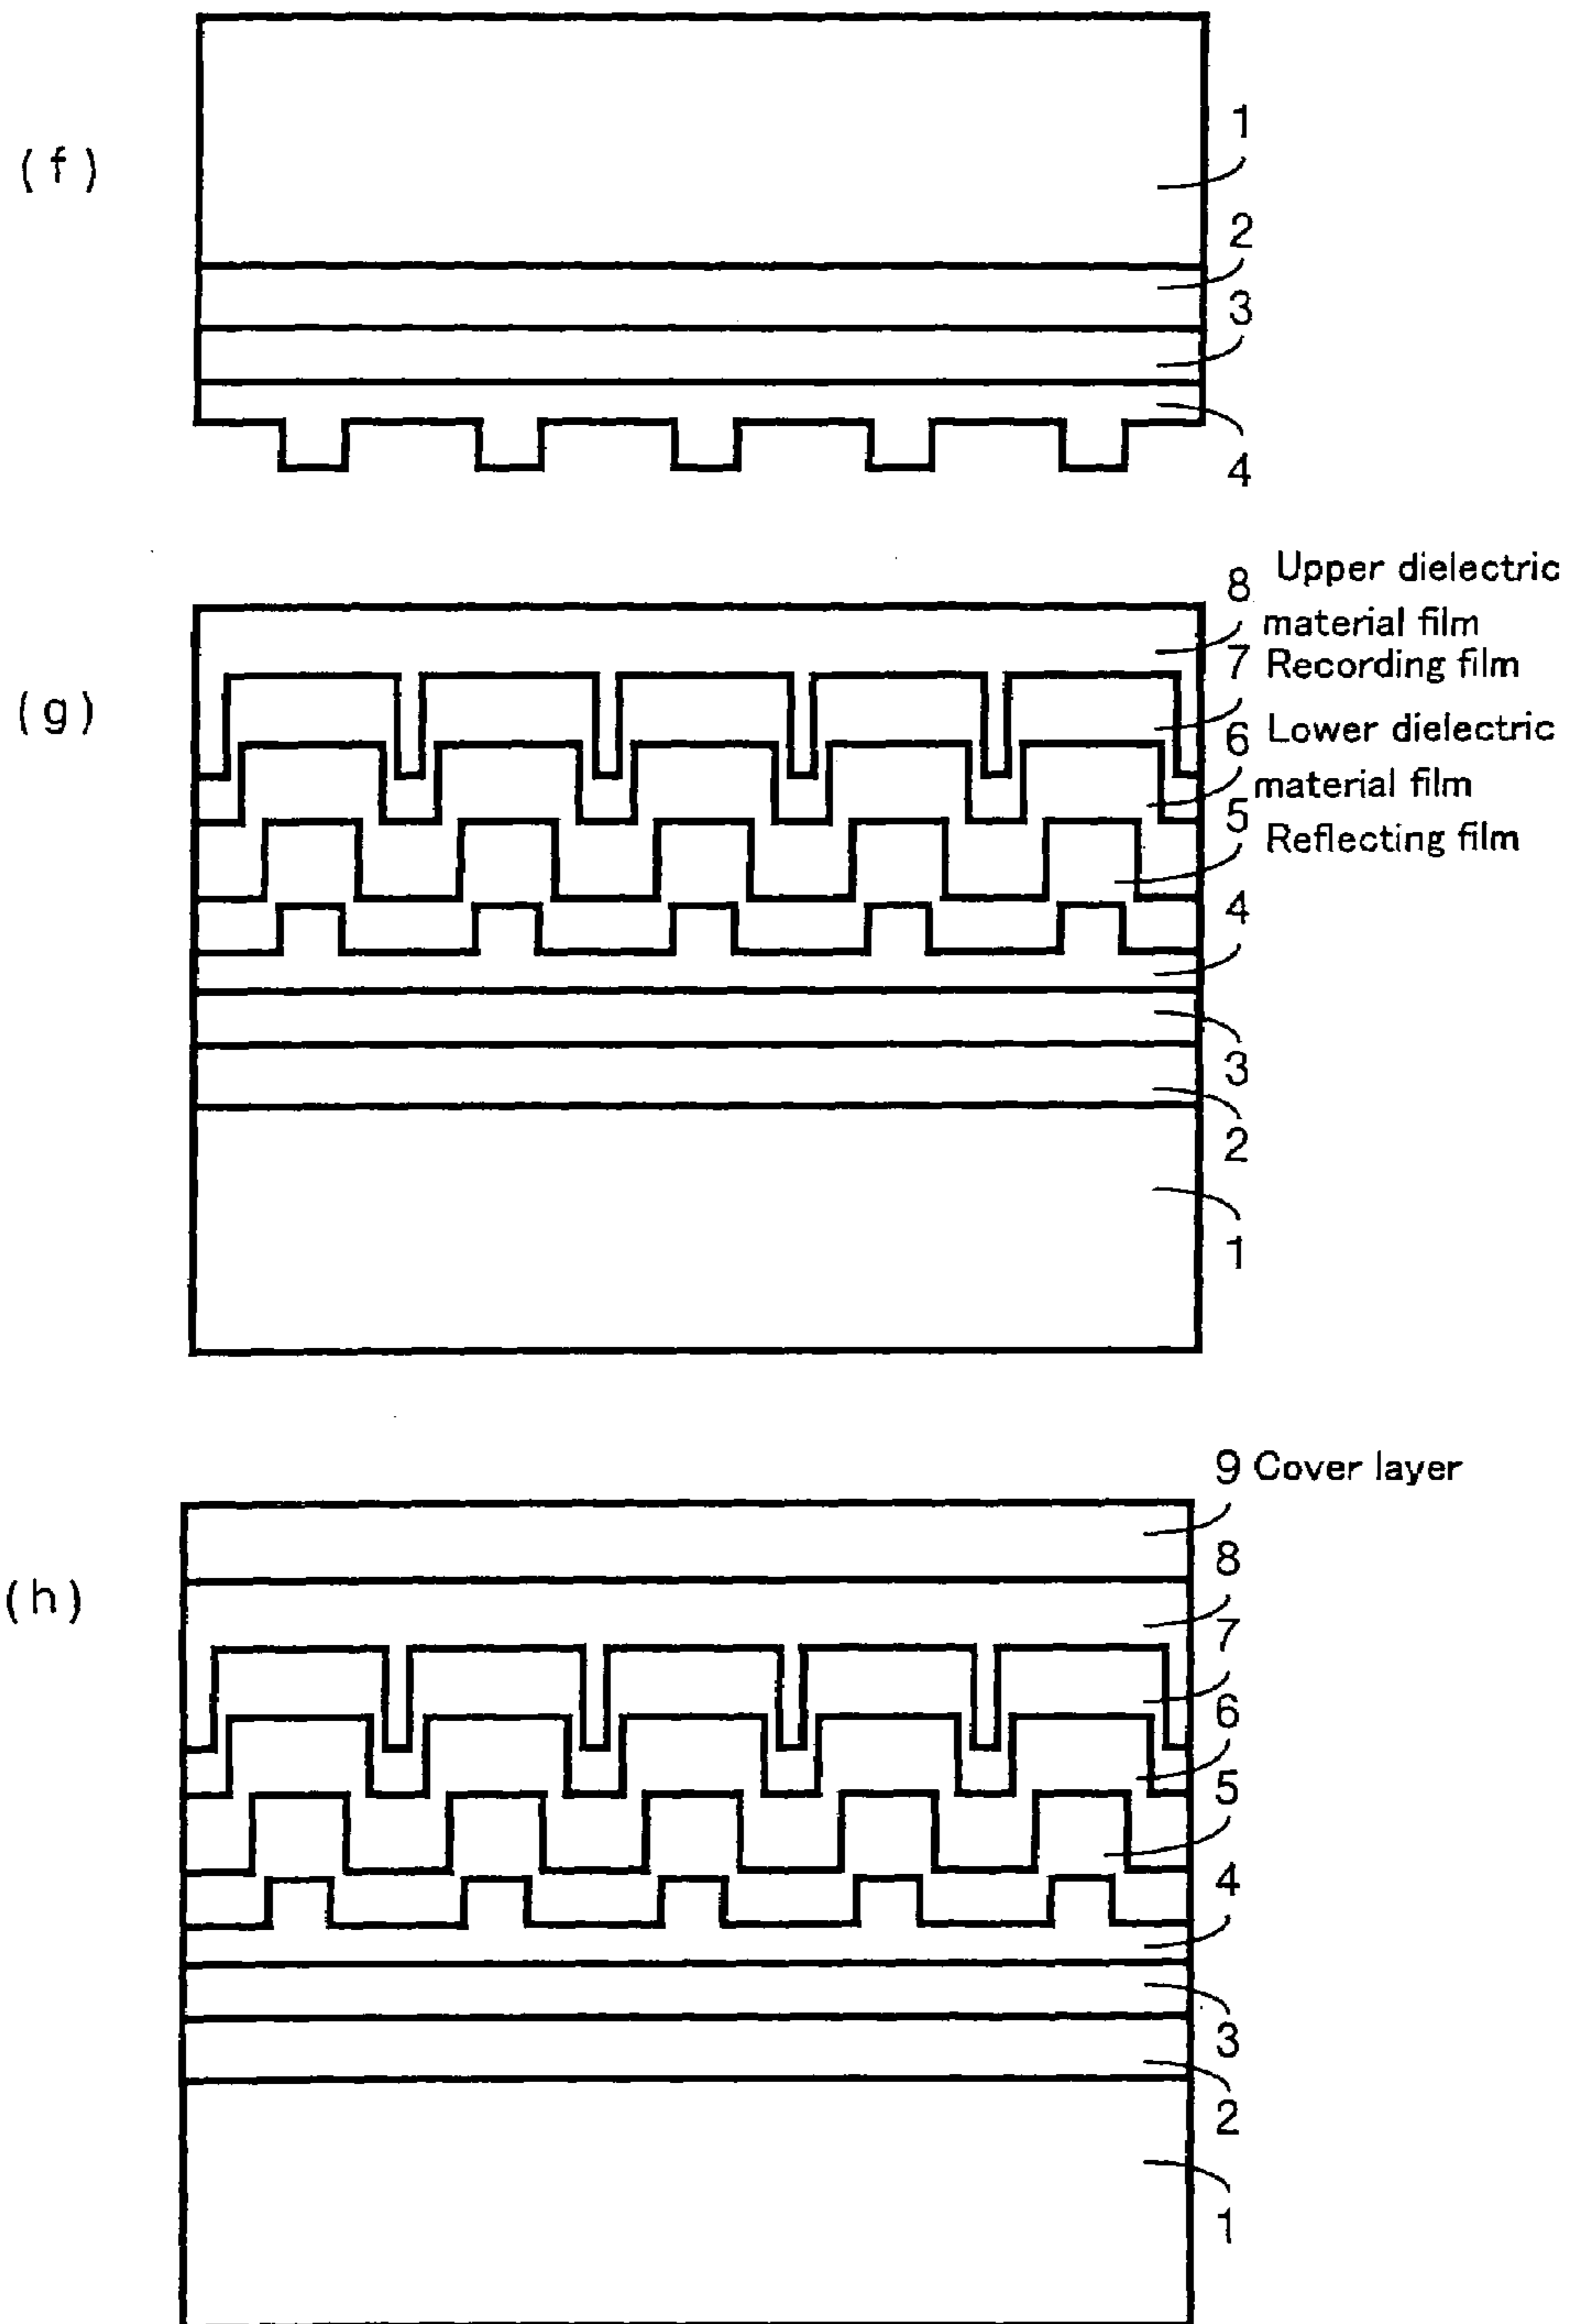 (f)
1
2
3
4
(g)
8 Upper dielectric
material film
7 Recording film
6 Lower dielectric
material film
5 Reflecting film
4
3
2
1
(h)
9 Cover layer
8
7
6
5
4
3
2
1